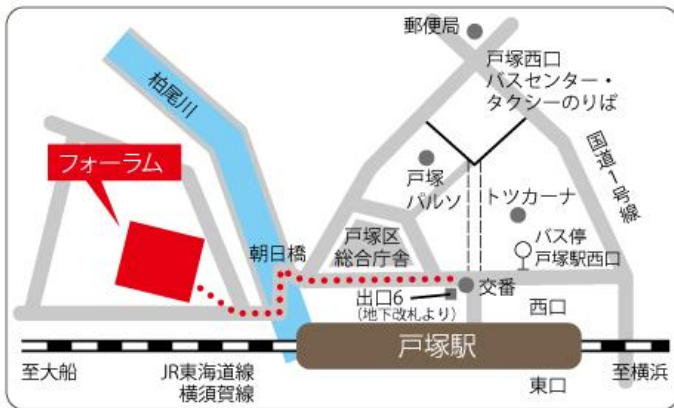 郵便局
戸塚西口
バスセンター・
タクシーのりば
国道1号線
柏尾川
フォーラム
戸塚
パルソ
トツカーナ
バス停
戸塚駅西口
戸塚区
総合庁舎
朝日橋
出口6
(地下改札より)
交番
西口
戸塚駅
至大船
JR東海道線
横須賀線
東口
至横浜